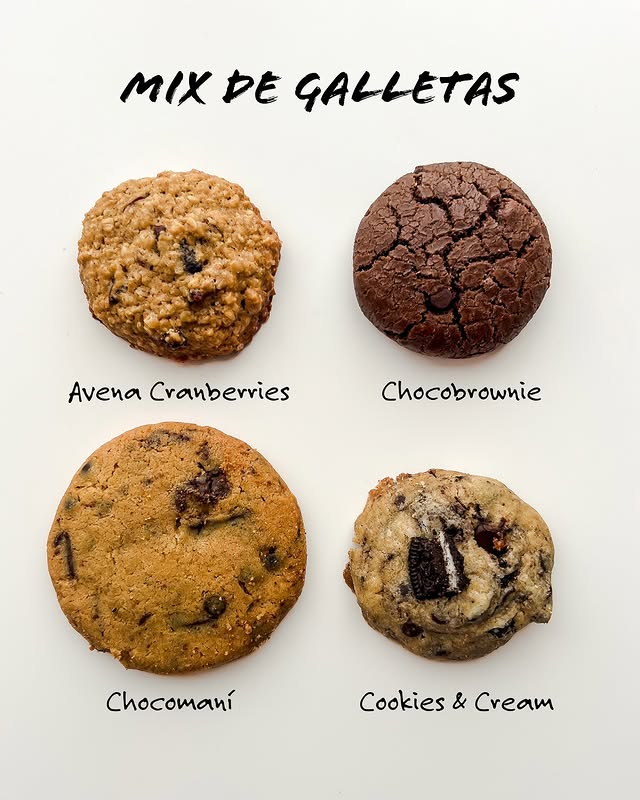 MIX DE GALLETAS
Avena Cranberries
Chocobrownie
Chocomaní
Cookies & Cream